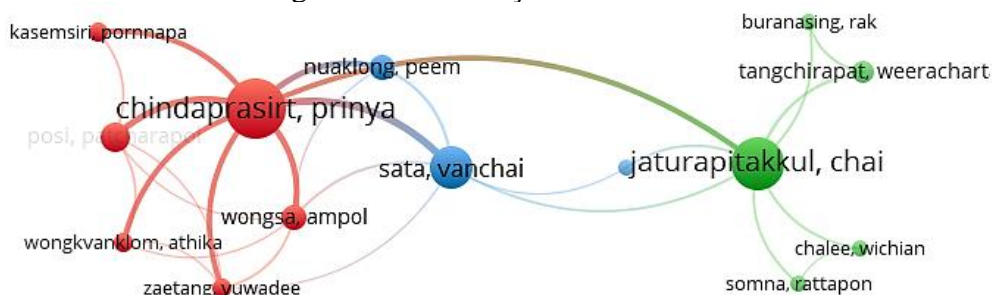 buranasing, rak
kasemsiri, pornnapa
nuaklong, peem
tangchirapat, weerachart
chindaprasirt, prinya
posi,
sata, vanchai
jaturapitakkul, chai
wongsa, ampol
wongkvanklom, athika
chalee, wichian
zaetang, yuwadee
somna, rattapon